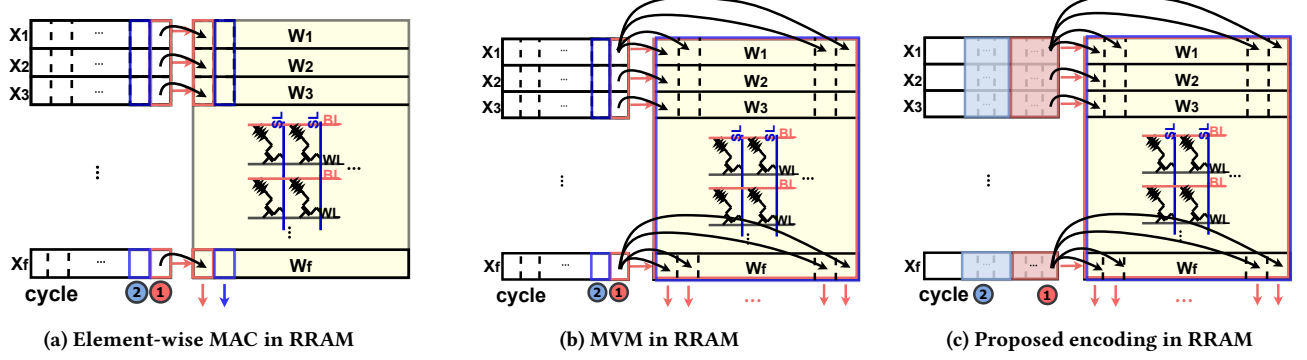 X1 ... W1
X2 W2
X3 W3
SL SL BL
WL
BL
WL
...
...
...
Xf ... Wf
cycle 2 1
(a) Element-wise MAC in RRAM
X1 ... W1
X2 W2
X3 W3
SL SL BL
WL
BL
WL
...
...
...
Xf ... Wf
cycle 2 1 ...
(b) MVM in RRAM
X1 ... ... W1
X2 ... ... W2
X3 ... ... W3
SL SL BL
WL
BL
WL
...
...
...
Xf ... ... Wf
cycle 2 1 ...
(c) Proposed encoding in RRAM